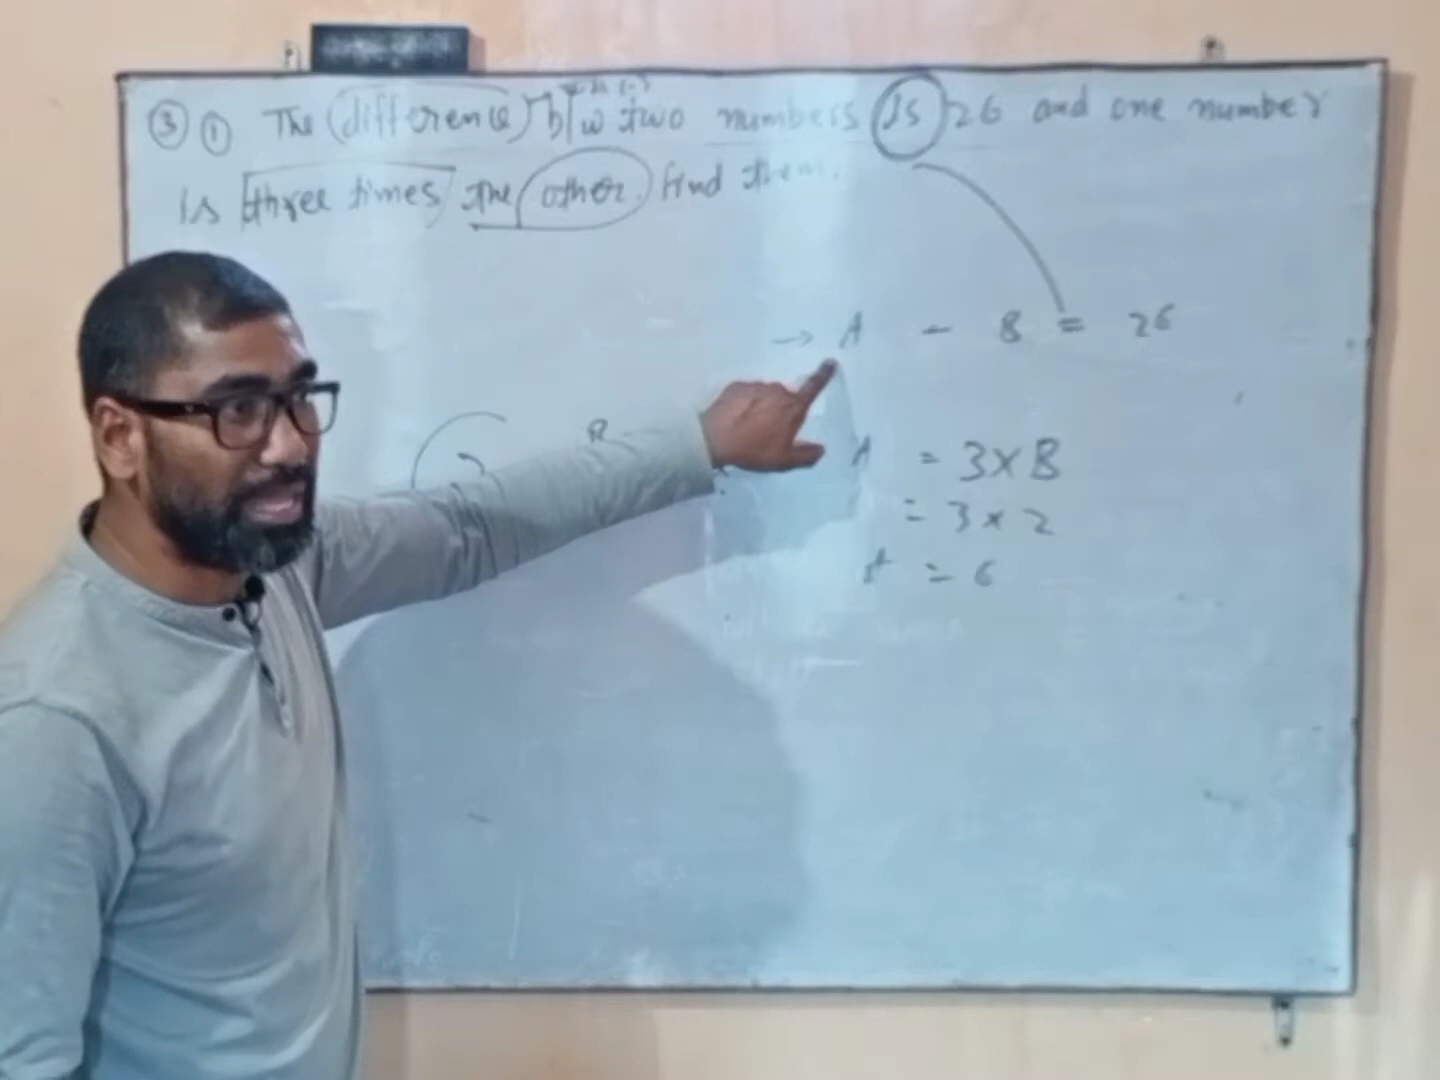 ③ ① The difference b/w two numbers is 26 and one number
is three times the other. find them.
→ A - B = 26
A = 3×B
= 3×2
A = 6